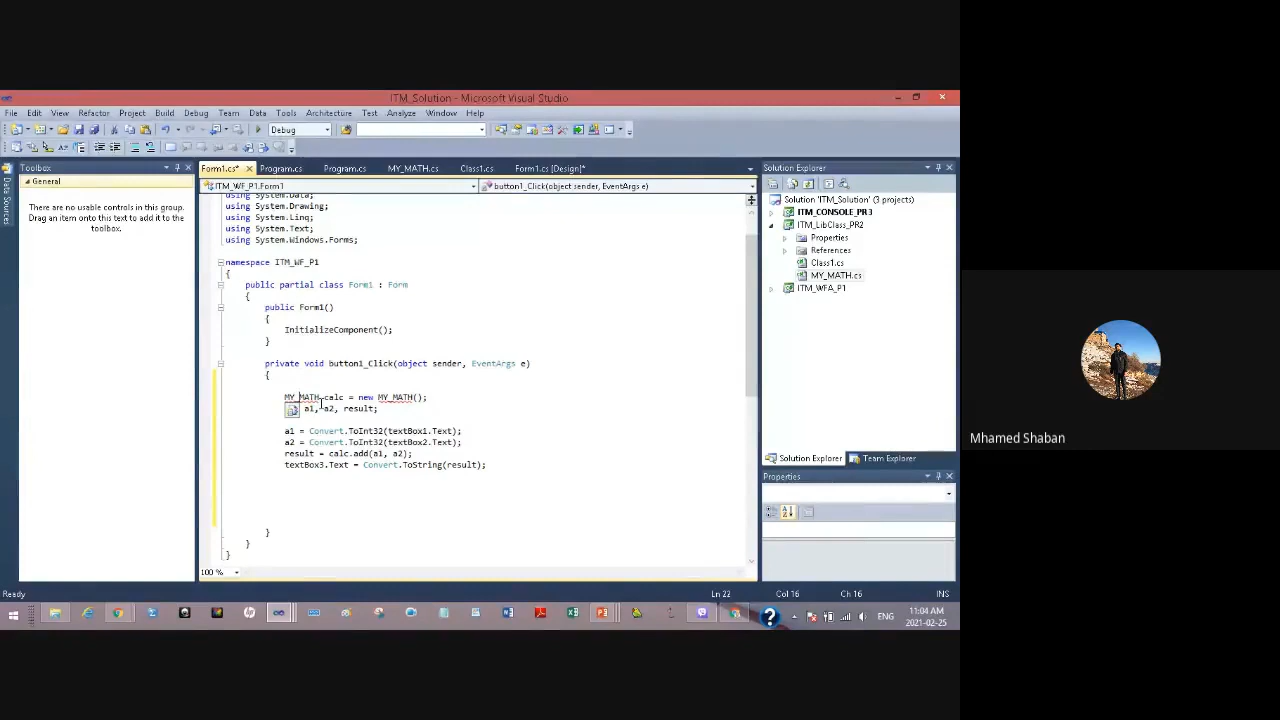 ITM_Solution - Microsoft Visual Studio
File Edit View Refactor Project Build Debug Team Data Tools Architecture Test Analyze Window Help
Debug
Toolbox
General
There are no usable controls in this group. Drag an item onto this text to add it to the toolbox.
Data Sources
Form1.cs* Program.cs Program.cs MY_MATH.cs Class1.cs Form1.cs [Design]*
ITM_WF_P1.Form1 button1_Click(object sender, EventArgs e)
using System.Data;
using System.Drawing;
using System.Linq;
using System.Text;
using System.Windows.Forms;
namespace ITM_WF_P1
{
public partial class Form1 : Form
{
public Form1()
{
InitializeComponent();
}
private void button1_Click(object sender, EventArgs e)
{
MY_MATH calc = new MY_MATH();
a1, a2, result;
a1 = Convert.ToInt32(textBox1.Text);
a2 = Convert.ToInt32(textBox2.Text);
result = calc.add(a1, a2);
textBox3.Text = Convert.ToString(result);
}
}
}
100 %
Solution Explorer
Solution 'ITM_Solution' (3 projects)
ITM_CONSOLE_PR3
ITM_LibClass_PR2
Properties
References
Class1.cs
MY_MATH.cs
ITM_WFA_P1
Solution Explorer Team Explorer
Properties
Ready Ln 22 Col 16 Ch 16 INS
ENG
11:04 AM
2021-02-25
Mhamed Shaban